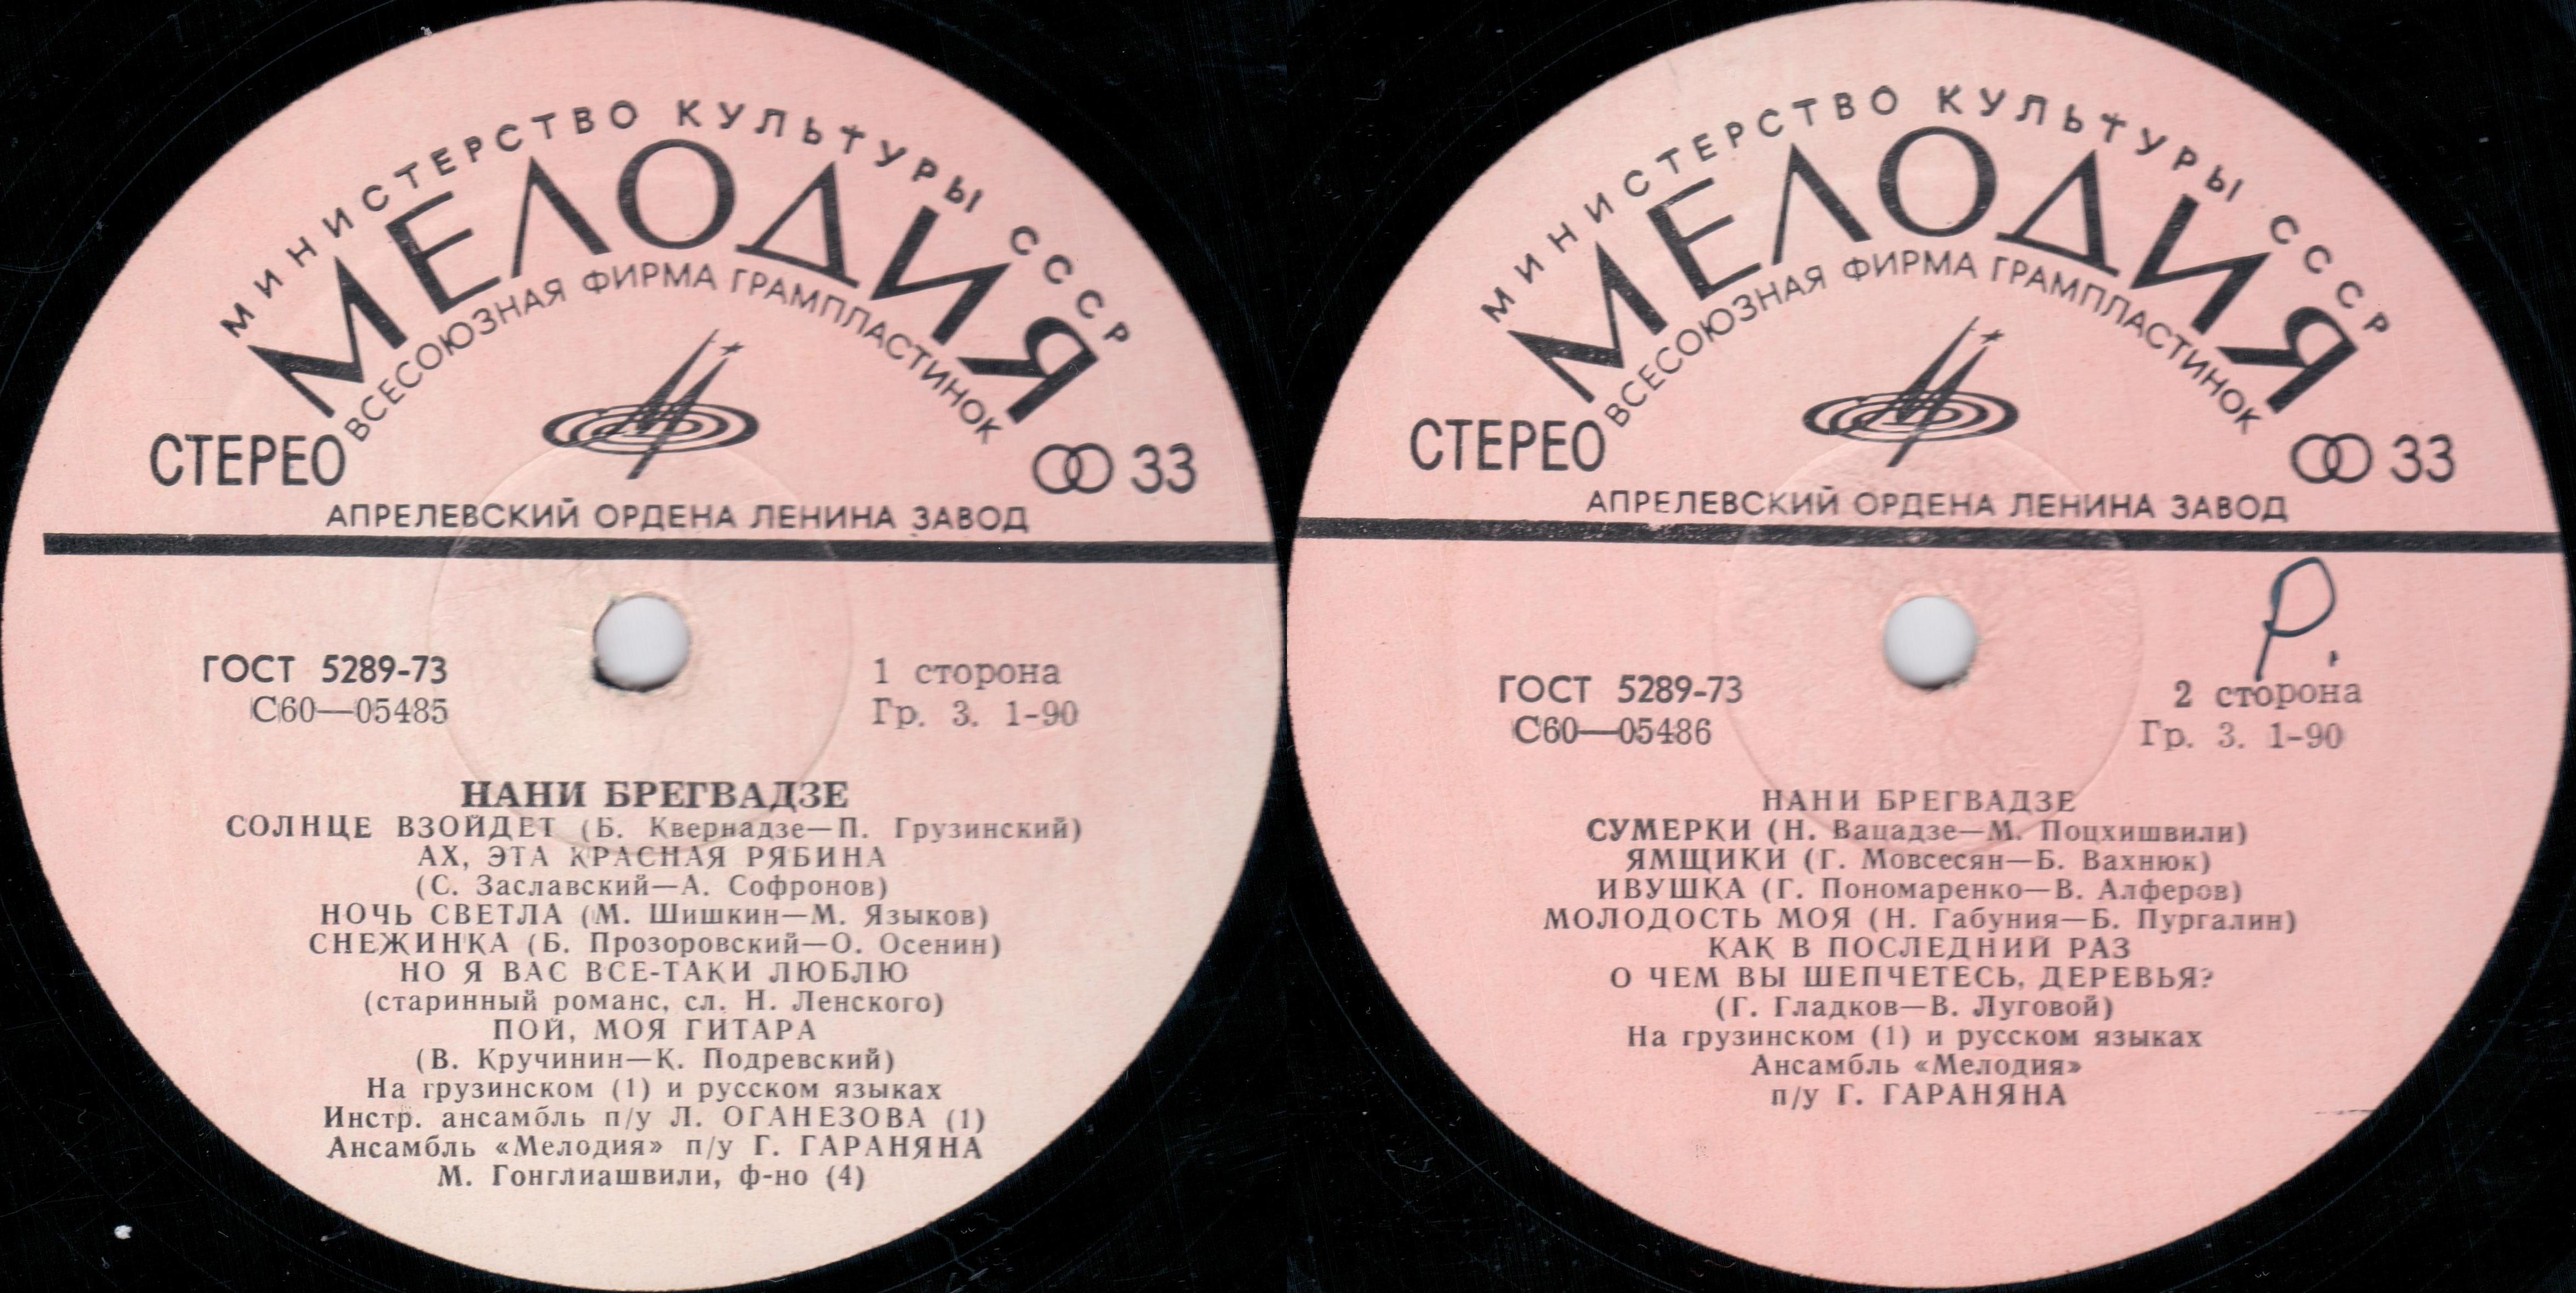 МИНИСТЕРСТВО КУЛЬТУРЫ СССР
МЕЛОДИЯ
ВСЕСОЮЗНАЯ ФИРМА ГРАМПЛАСТИНОК
СТЕРЕО
33
АПРЕЛЕВСКИЙ ОРДЕНА ЛЕНИНА ЗАВОД
ГОСТ 5289-73
С60—05485
1 сторона
Гр. 3. 1-90
НАНИ БРЕГВАДЗЕ
СОЛНЦЕ ВЗОЙДЕТ (Б. Квернадзе—П. Грузинский)
АХ, ЭТА КРАСНАЯ РЯБИНА
(С. Заславский—А. Софронов)
НОЧЬ СВЕТЛА (М. Шишкин—М. Языков)
СНЕЖИНКА (Б. Прозоровский—О. Осенин)
НО Я ВАС ВСЕ-ТАКИ ЛЮБЛЮ
(старинный романс, сл. Н. Ленского)
ПОЙ, МОЯ ГИТАРА
(В. Кручинин—К. Подревский)
На грузинском (1) и русском языках
Инстр. ансамбль п/у Л. ОГАНЕЗОВА (1)
Ансамбль «Мелодия» п/у Г. ГАРАНЯНА
М. Гонглиашвили, ф-но (4)
МИНИСТЕРСТВО КУЛЬТУРЫ СССР
МЕЛОДИЯ
ВСЕСОЮЗНАЯ ФИРМА ГРАМПЛАСТИНОК
СТЕРЕО
33
АПРЕЛЕВСКИЙ ОРДЕНА ЛЕНИНА ЗАВОД
Р.
ГОСТ 5289-73
С60—05486
2 сторона
Гр. 3. 1-90
НАНИ БРЕГВАДЗЕ
СУМЕРКИ (Н. Вацадзе—М. Поцхишвили)
ЯМЩИКИ (Г. Мовсесян—Б. Вахнюк)
ИВУШКА (Г. Пономаренко—В. Алферов)
МОЛОДОСТЬ МОЯ (Н. Габуния—Б. Пургалин)
КАК В ПОСЛЕДНИЙ РАЗ
О ЧЕМ ВЫ ШЕПЧЕТЕСЬ, ДЕРЕВЬЯ?
(Г. Гладков—В. Луговой)
На грузинском (1) и русском языках
Ансамбль «Мелодия»
п/у Г. ГАРАНЯНА